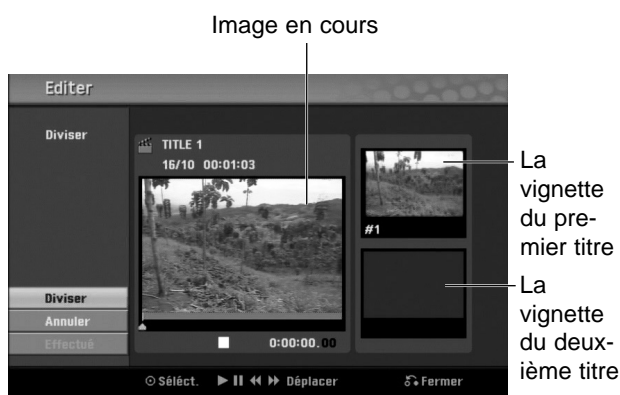 Image en cours
Editer
Diviser
TITLE 1
16/10 00:01:03
#1
La
vignette
du pre-
mier titre
La
vignette
du deux-
ième titre
Diviser
Annuler
Effectué
0:00:00.00
Séléct. Déplacer Fermer